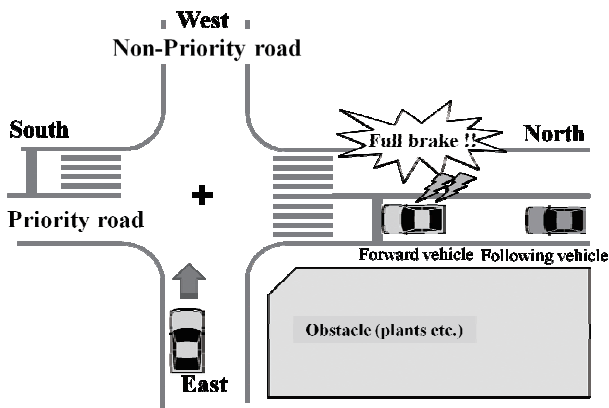 West
Non-Priority road
South
Full brake !!
North
Priority road
Forward vehicle
Following vehicle
Obstacle (plants etc.)
East